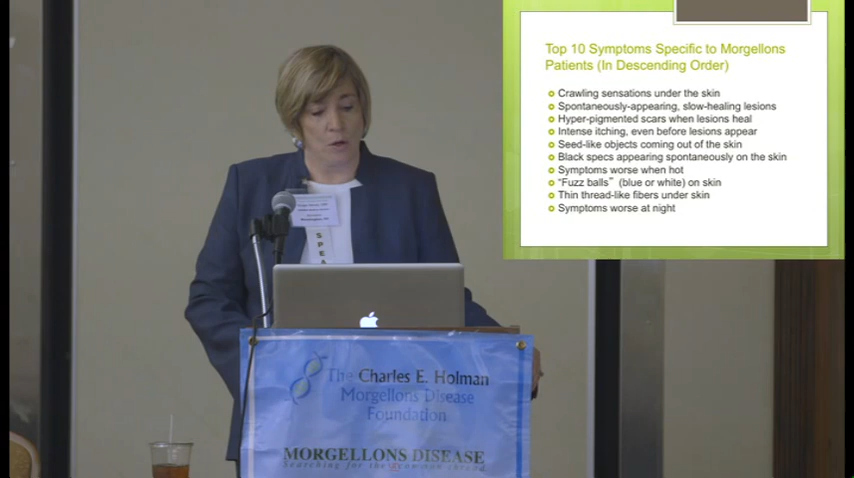 Top 10 Symptoms Specific to Morgellons
Patients (In Descending Order)
Crawling sensations under the skin
Spontaneously-appearing, slow-healing lesions
Hyper-pigmented scars when lesions heal
Intense itching, even before lesions appear
Seed-like objects coming out of the skin
Black specs appearing spontaneously on the skin
Symptoms worse when hot
“Fuzz balls” (blue or white) on skin
Thin thread-like fibers under skin
Symptoms worse at night
S
P
E
A
The Charles E. Holman
Morgellons Disease
Foundation
MORGELLONS DISEASE
Searching for the